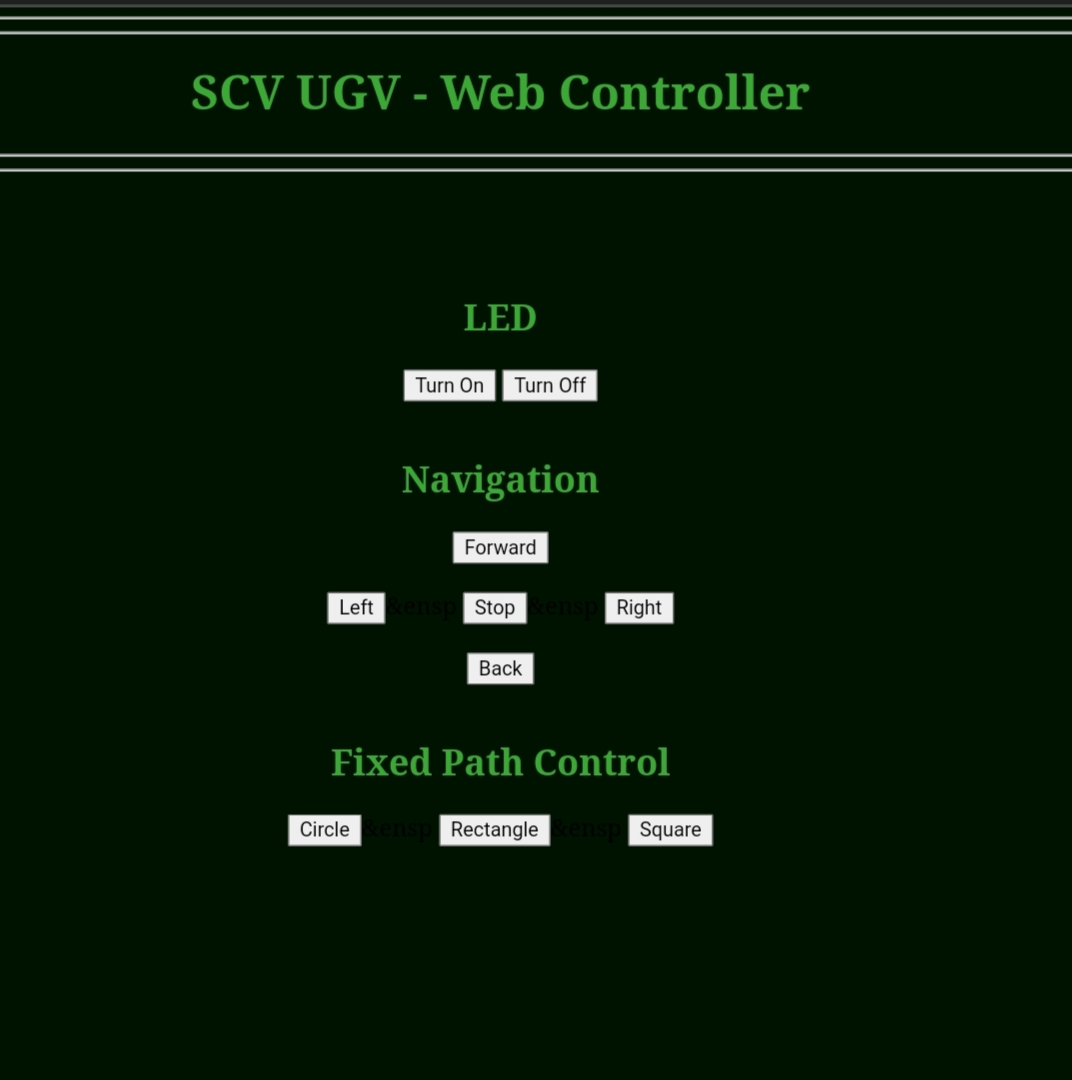 SCV UGV - Web Controller
LED
Turn On Turn Off
Navigation
Forward
Left &ensp Stop &ensp Right
Back
Fixed Path Control
Circle &ensp Rectangle &ensp Square